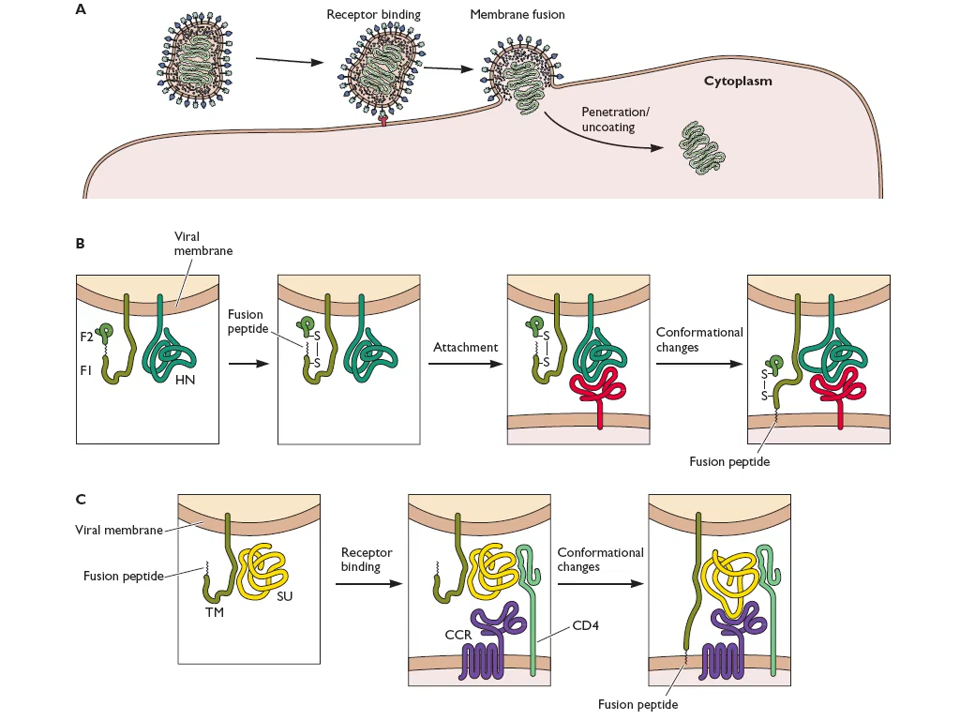 A
Receptor binding
Membrane fusion
Cytoplasm
Penetration/
uncoating
B
Viral
membrane
F2
F1
HN
Fusion
peptide
S
S
Attachment
S
S
Conformational
changes
S
S
Fusion peptide
C
Viral membrane
Fusion peptide
TM
SU
Receptor
binding
CCR
CD4
Conformational
changes
Fusion peptide